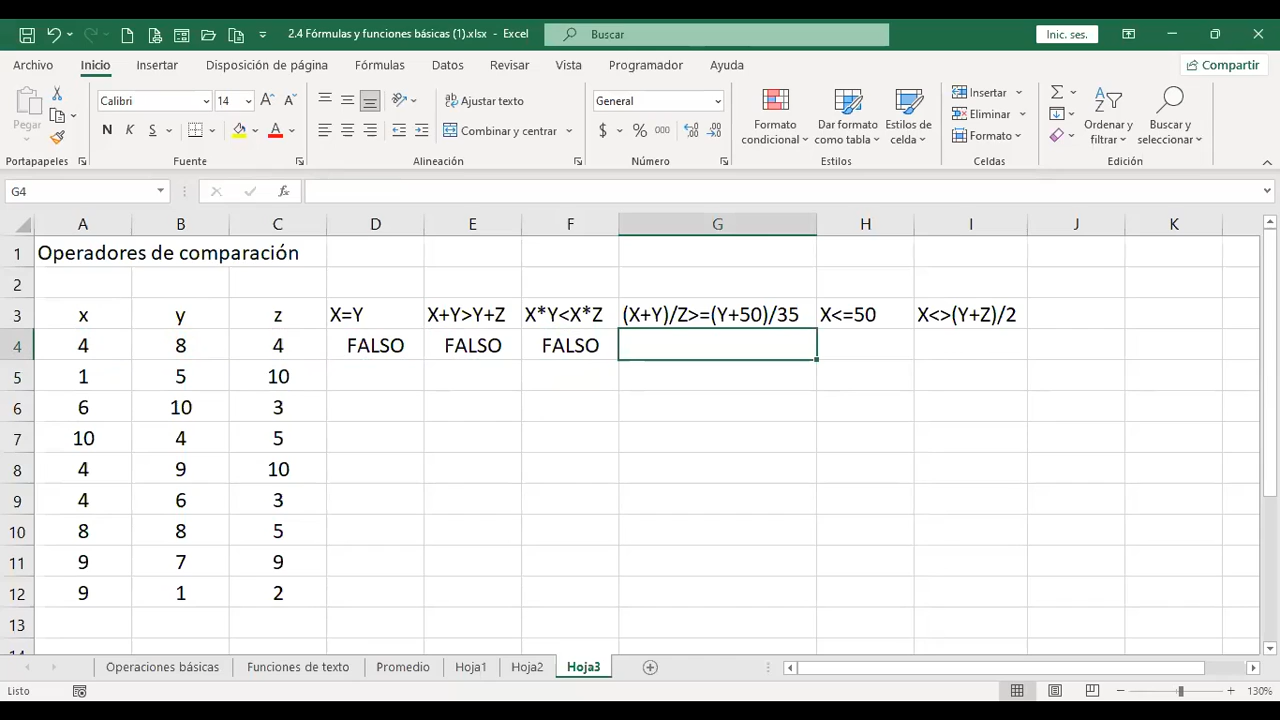 2.4 Fórmulas y funciones básicas (1).xlsx - Excel
Buscar
Inic. ses.
Archivo Inicio Insertar Disposición de página Fórmulas Datos Revisar Vista Programador Ayuda Compartir
Pegar
Calibri 14
N K S
Ajustar texto
Combinar y centrar
General
$ % 000
Formato condicional
Dar formato como tabla
Estilos de celda
Insertar
Eliminar
Formato
Ordenar y filtrar
Buscar y seleccionar
Portapapeles Fuente Alineación Número Estilos Celdas Edición
G4
fx
A B C D E F G H I J K
1 Operadores de comparación
2
3 x y z X=Y X+Y>Y+Z X*Y<X*Z (X+Y)/Z>=(Y+50)/35 X<=50 X<>(Y+Z)/2
4 4 8 4 FALSO FALSO FALSO
5 1 5 10
6 6 10 3
7 10 4 5
8 4 9 10
9 4 6 3
10 8 8 5
11 9 7 9
12 9 1 2
13
Operaciones básicas Funciones de texto Promedio Hoja1 Hoja2 Hoja3
Listo 130%